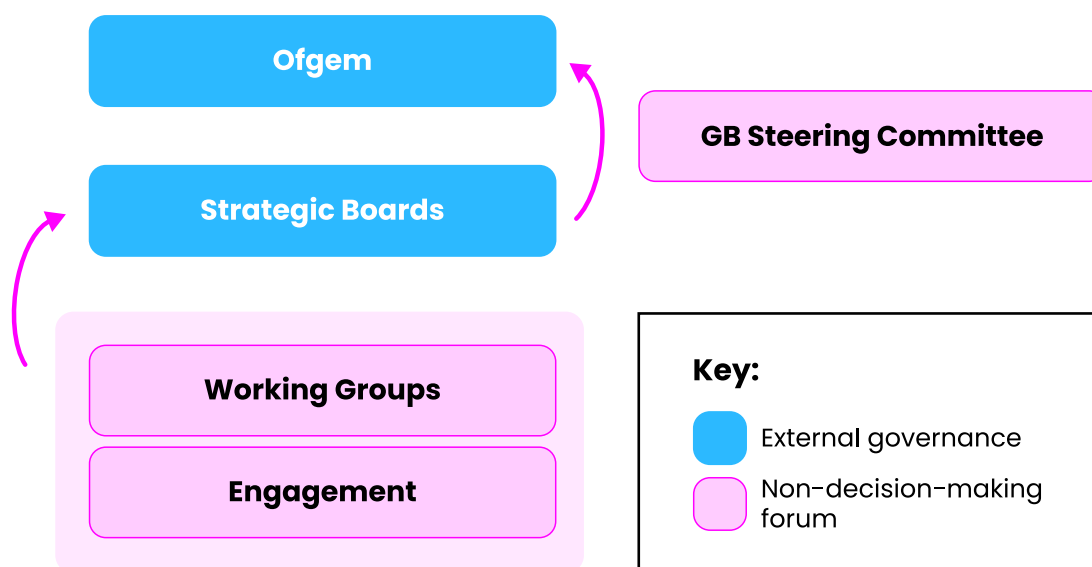 Ofgem
GB Steering Committee
Strategic Boards
Working Groups
Engagement
Key:
External governance
Non-decision-making
forum